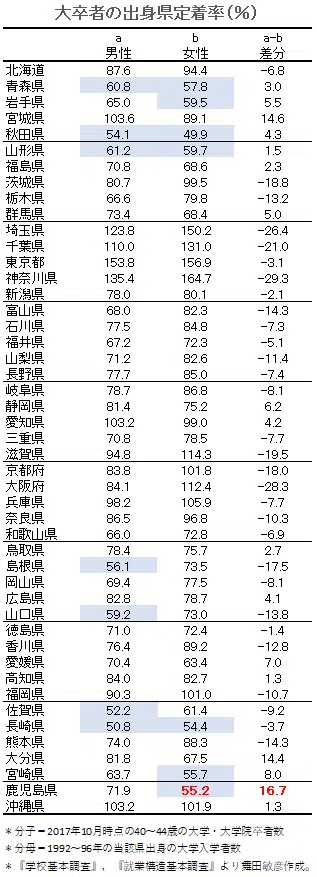 大卒者の出身県定着率(％)
a b a−b
男性 女性 差分
北海道 87.6 94.4 −6.8
青森県 60.8 57.8 3.0
岩手県 65.0 59.5 5.5
宮城県 103.6 89.1 14.6
秋田県 54.1 49.9 4.3
山形県 61.2 59.7 1.5
福島県 70.8 68.6 2.3
茨城県 80.7 99.5 −18.8
栃木県 66.6 79.8 −13.2
群馬県 73.4 68.4 5.0
埼玉県 123.8 150.2 −26.4
千葉県 110.0 131.0 −21.0
東京都 153.8 156.9 −3.1
神奈川県 135.4 164.7 −29.3
新潟県 78.0 80.1 −2.1
富山県 68.0 82.3 −14.3
石川県 77.5 84.8 −7.3
福井県 67.2 72.3 −5.1
山梨県 71.2 82.6 −11.4
長野県 77.7 85.0 −7.4
岐阜県 78.7 86.8 −8.1
静岡県 81.4 75.2 6.2
愛知県 103.2 99.0 4.2
三重県 70.8 78.5 −7.7
滋賀県 94.8 114.3 −19.5
京都府 83.8 101.8 −18.0
大阪府 84.1 112.4 −28.3
兵庫県 98.2 105.9 −7.7
奈良県 86.5 96.8 −10.3
和歌山県 66.0 72.8 −6.9
鳥取県 78.4 75.7 2.7
島根県 56.1 73.5 −17.5
岡山県 69.4 77.5 −8.1
広島県 82.8 78.7 4.1
山口県 59.2 73.0 −13.8
徳島県 71.0 72.4 −1.4
香川県 76.4 89.2 −12.8
愛媛県 70.4 63.4 7.0
高知県 84.0 82.7 1.3
福岡県 90.3 101.0 −10.7
佐賀県 52.2 61.4 −9.2
長崎県 50.8 54.4 −3.7
熊本県 74.0 88.3 −14.3
大分県 81.8 67.5 14.4
宮崎県 63.7 55.7 8.0
鹿児島県 71.9 55.2 16.7
沖縄県 103.2 101.9 1.3
＊分子＝2017年10月時点の40〜44歳の大学・大学院卒者数
＊分母＝1992〜96年の当該県出身の大学入学者数
＊『学校基本調査』，『就業構造基本調査』より舞田敏彦作成。